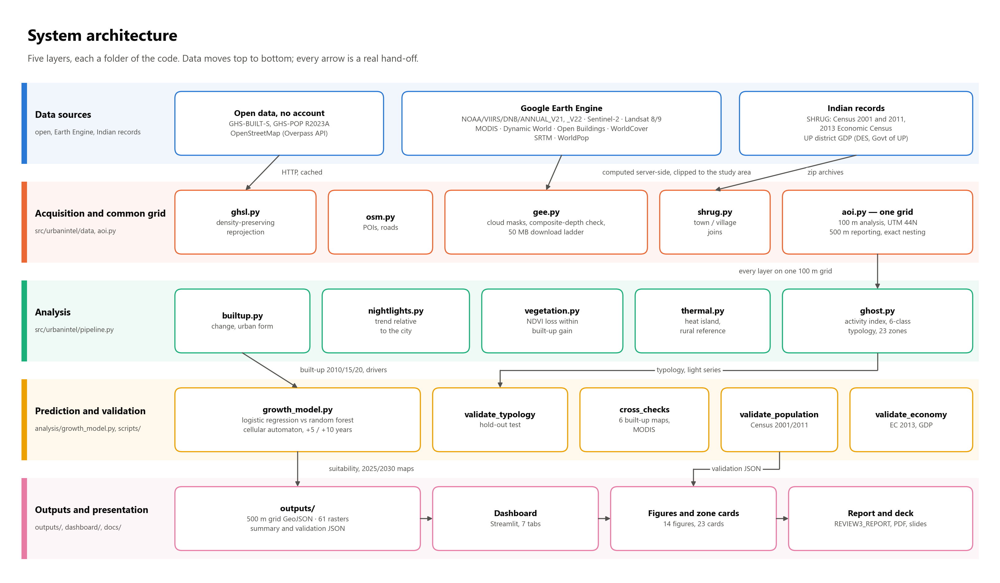 System architecture
Five layers, each a folder of the code. Data moves top to bottom; every arrow is a real hand-off.
Data sources
open, Earth Engine, Indian records
Open data, no account
GHS-BUILT-S, GHS-POP R2023A
OpenStreetMap (Overpass API)
Google Earth Engine
NOAA/VIIRS/DNB/ANNUAL_V21, _V22 · Sentinel-2 · Landsat 8/9
MODIS · Dynamic World · Open Buildings · WorldCover
SRTM · WorldPop
Indian records
SHRUG: Census 2001 and 2011,
2013 Economic Census
UP district GDP (DES, Govt of UP)
HTTP, cached
computed server-side, clipped to the study area
zip archives
Acquisition and common grid
src/urbanintel/data, aoi.py
ghsl.py
density-preserving
reprojection
osm.py
POIs, roads
gee.py
cloud masks, composite-depth check,
50 MB download ladder
shrug.py
town / village
joins
aoi.py — one grid
100 m analysis, UTM 44N
500 m reporting, exact nesting
every layer on one 100 m grid
Analysis
src/urbanintel/pipeline.py
builtup.py
change, urban form
nightlights.py
trend relative
to the city
vegetation.py
NDVI loss within
built-up gain
thermal.py
heat island,
rural reference
ghost.py
activity index, 6-class
typology, 23 zones
built-up 2010/15/20, drivers
typology, light series
Prediction and validation
analysis/growth_model.py, scripts/
growth_model.py
logistic regression vs random forest
cellular automaton, +5 / +10 years
validate_typology
hold-out test
cross_checks
6 built-up maps,
MODIS
validate_population
Census 2001/2011
validate_economy
EC 2013, GDP
suitability, 2025/2030 maps
validation JSON
Outputs and presentation
outputs/, dashboard/, docs/
outputs/
500 m grid GeoJSON · 61 rasters
summary and validation JSON
Dashboard
Streamlit, 7 tabs
Figures and zone cards
14 figures, 23 cards
Report and deck
REVIEW3_REPORT, PDF, slides